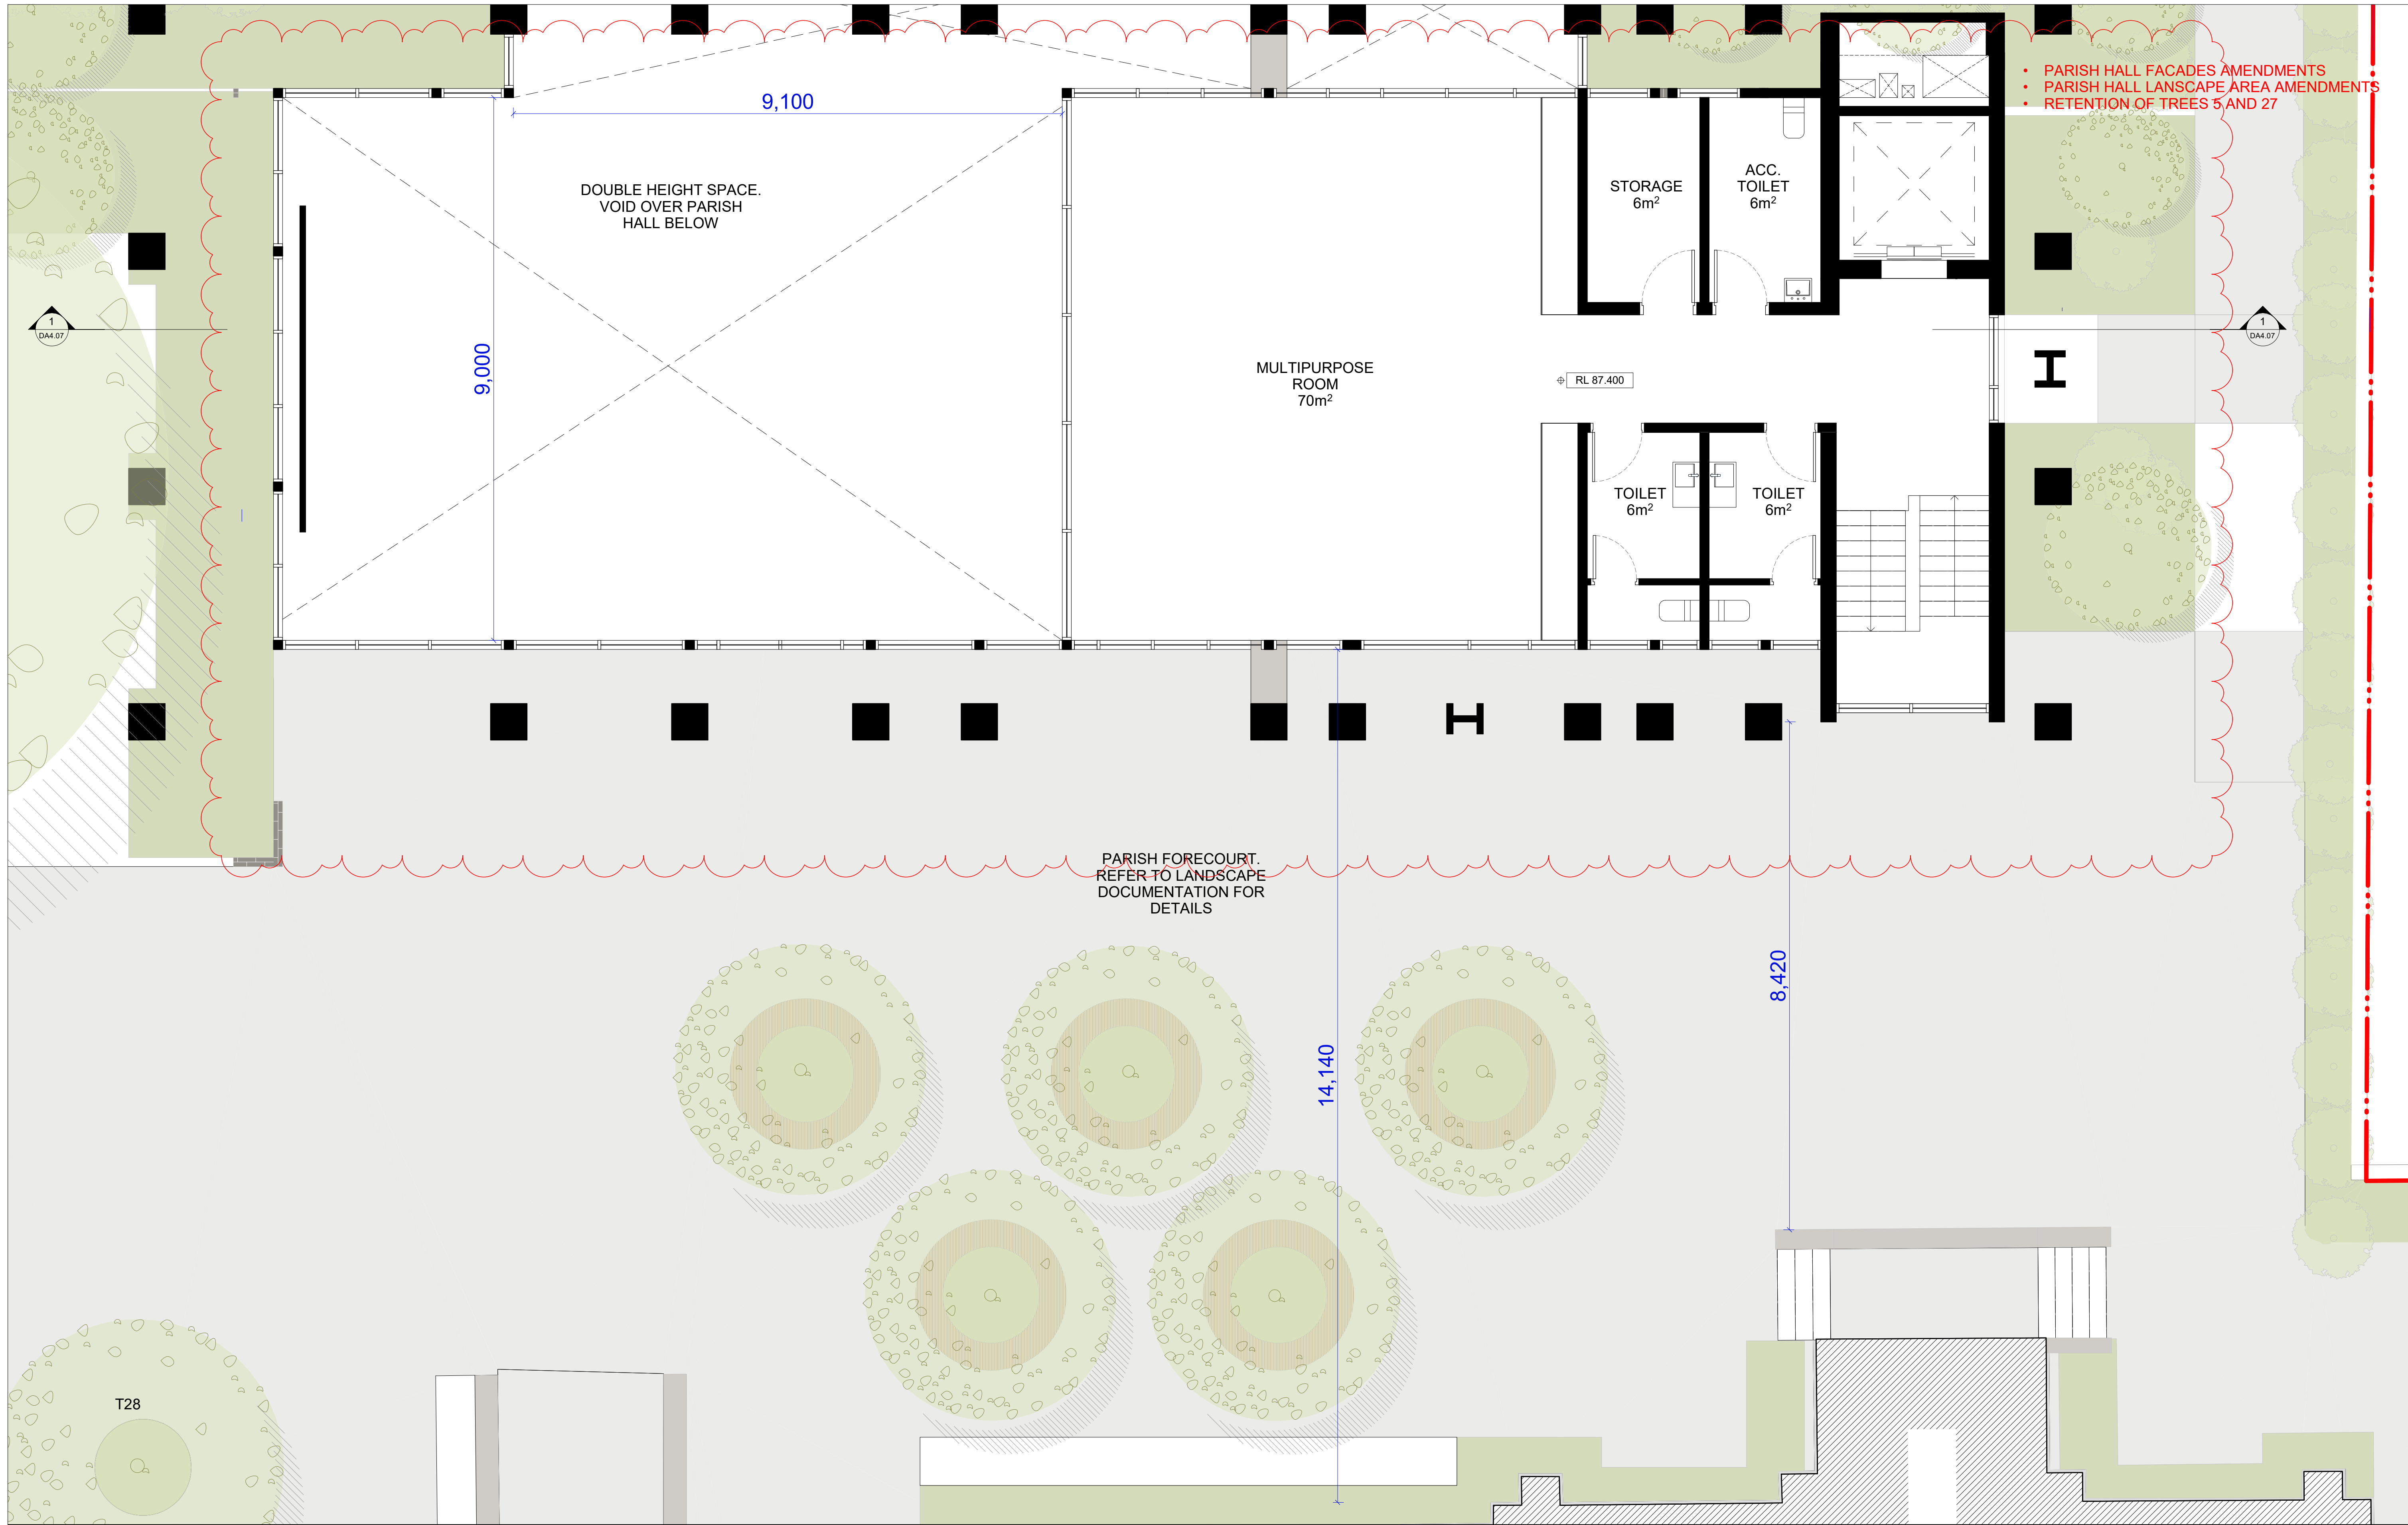 • PARISH HALL FACADES AMENDMENTS
• PARISH HALL LANSCAPE AREA AMENDMENTS
• RETENTION OF TREES 5 AND 27
9,100
DOUBLE HEIGHT SPACE.
VOID OVER PARISH
HALL BELOW
STORAGE
6m²
ACC.
TOILET
6m²
1
DA4.07
1
DA4.07
9,000
MULTIPURPOSE
ROOM
70m²
RL 87.400
TOILET
6m²
TOILET
6m²
PARISH FORECOURT.
REFER TO LANDSCAPE
DOCUMENTATION FOR
DETAILS
8,420
14,140
T28